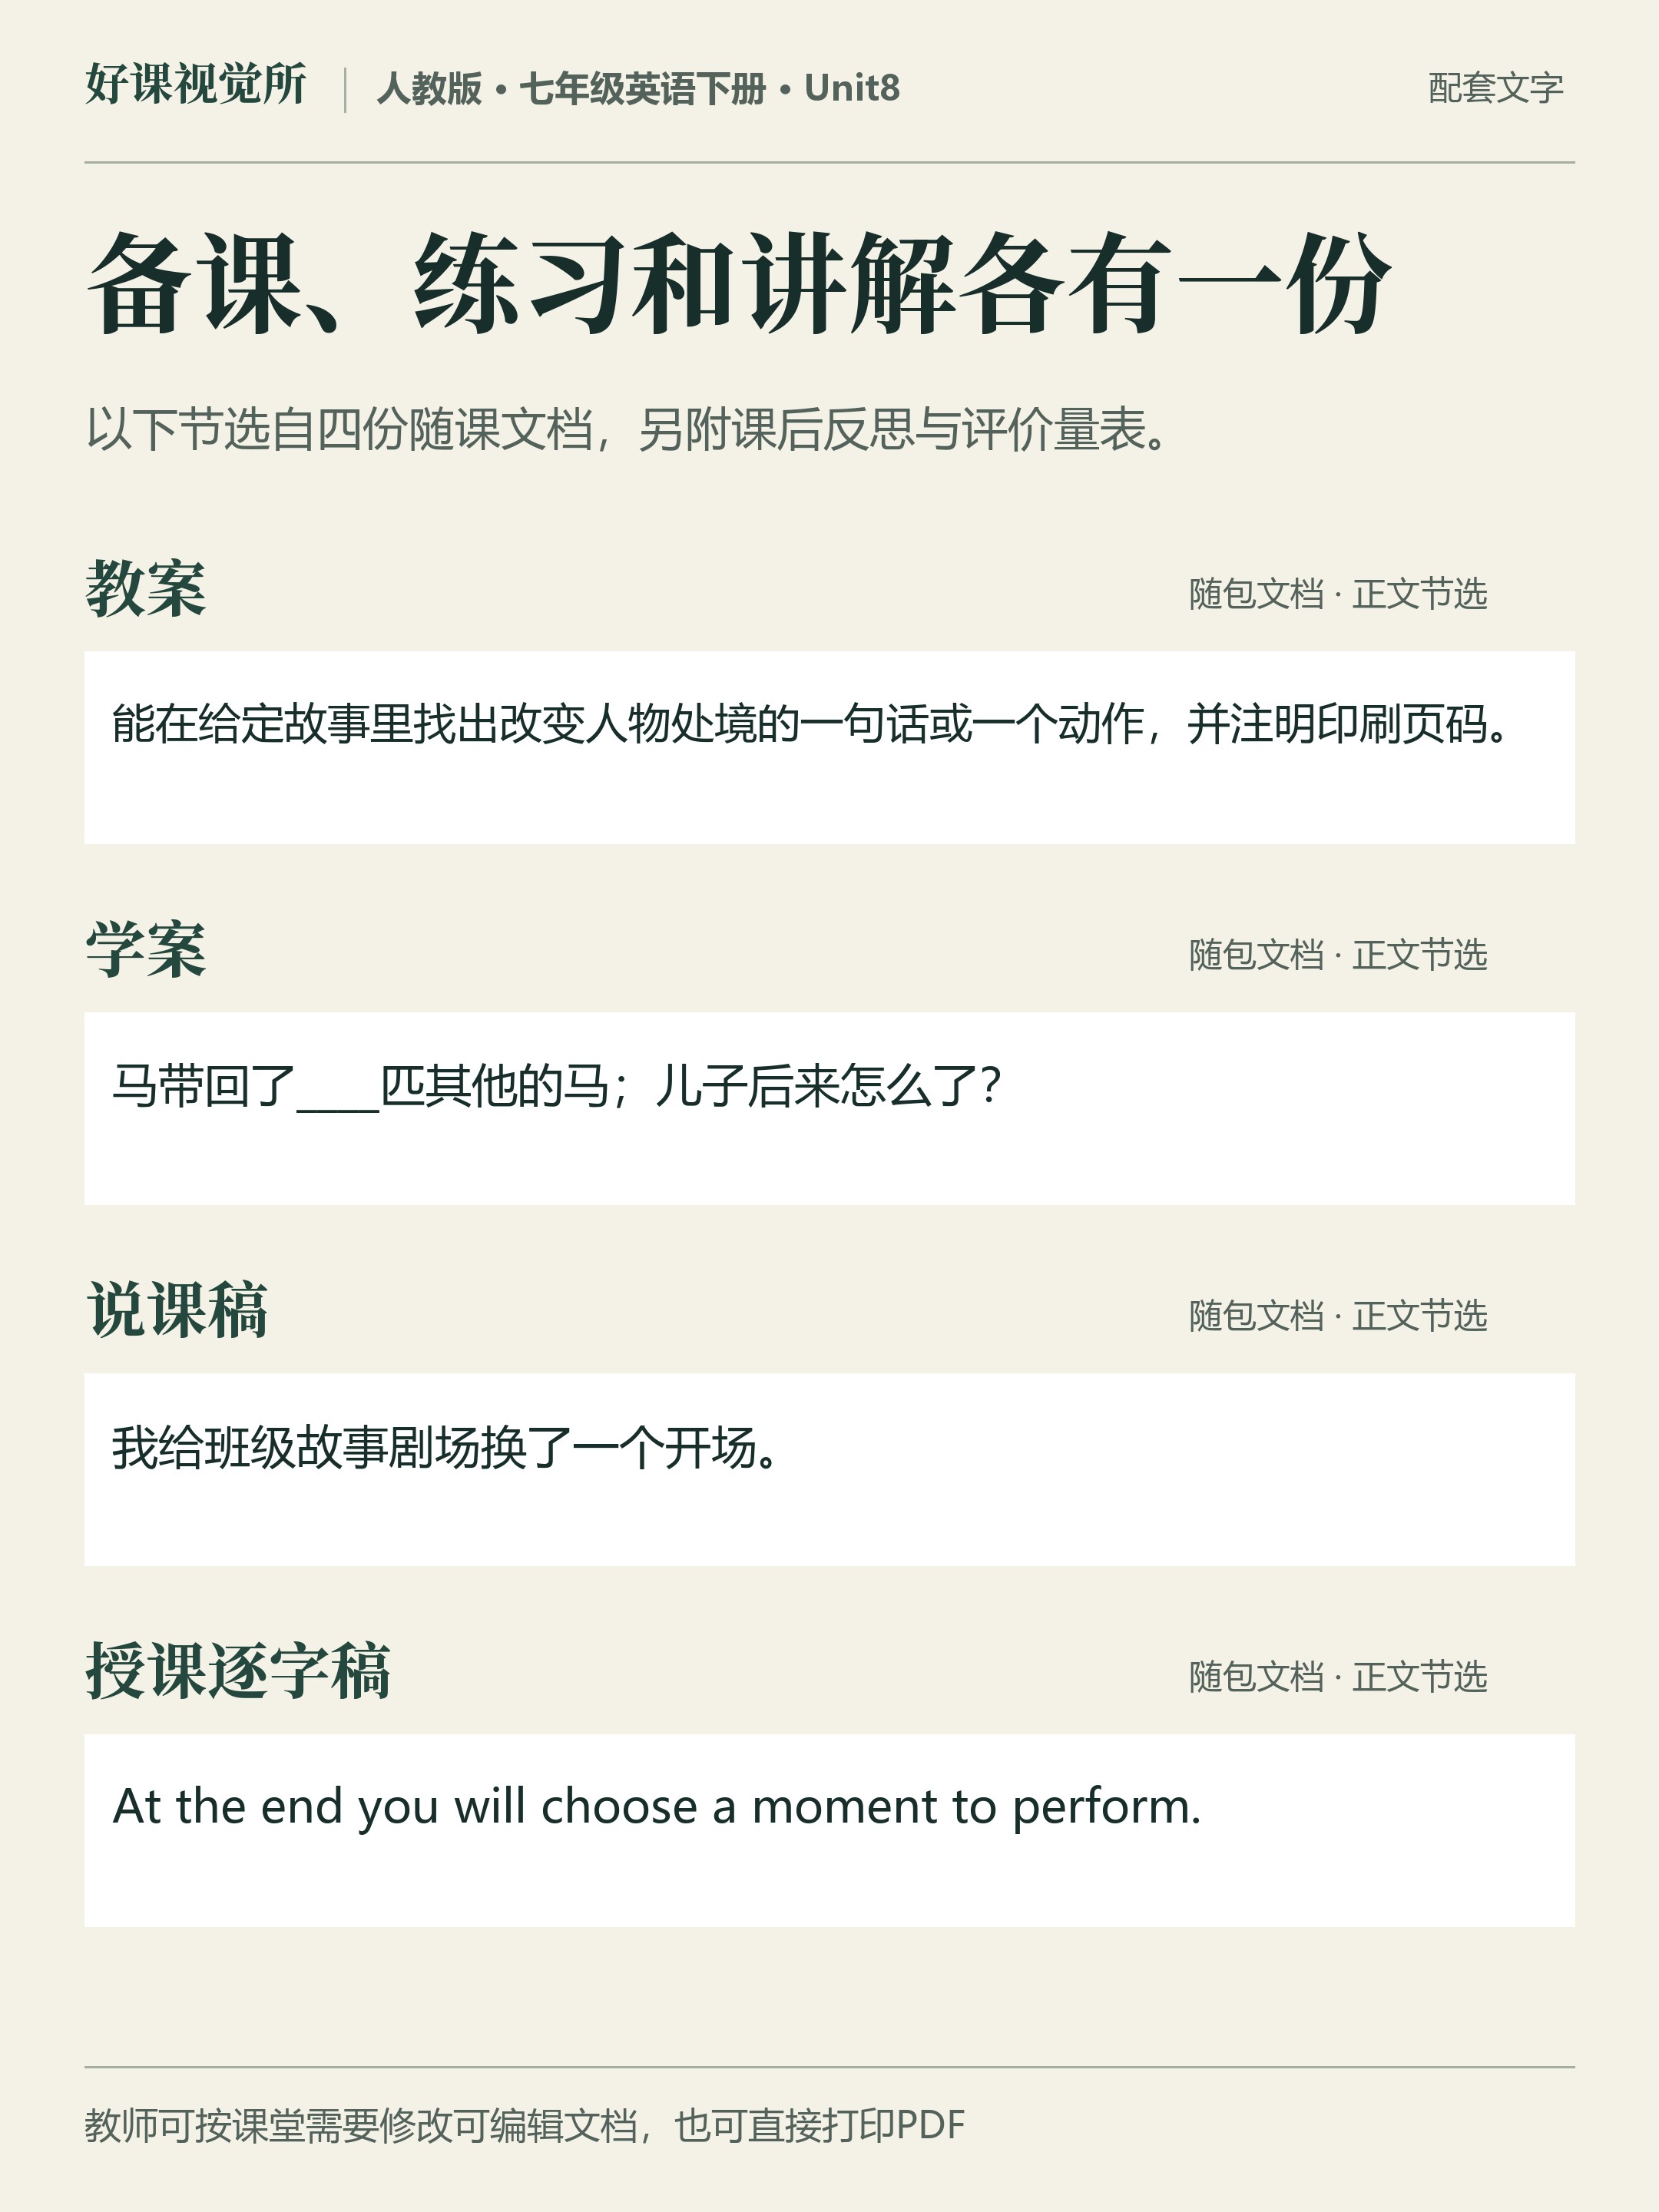 好课视觉所 人教版・七年级英语下册・Unit8 配套文字
备课、练习和讲解各有一份
以下节选自四份随课文档，另附课后反思与评价量表。
教案 随包文档 · 正文节选
能在给定故事里找出改变人物处境的一句话或一个动作，并注明印刷页码。
学案 随包文档 · 正文节选
马带回了____匹其他的马；儿子后来怎么了？
说课稿 随包文档 · 正文节选
我给班级故事剧场换了一个开场。
授课逐字稿 随包文档 · 正文节选
At the end you will choose a moment to perform.
教师可按课堂需要修改可编辑文档，也可直接打印PDF